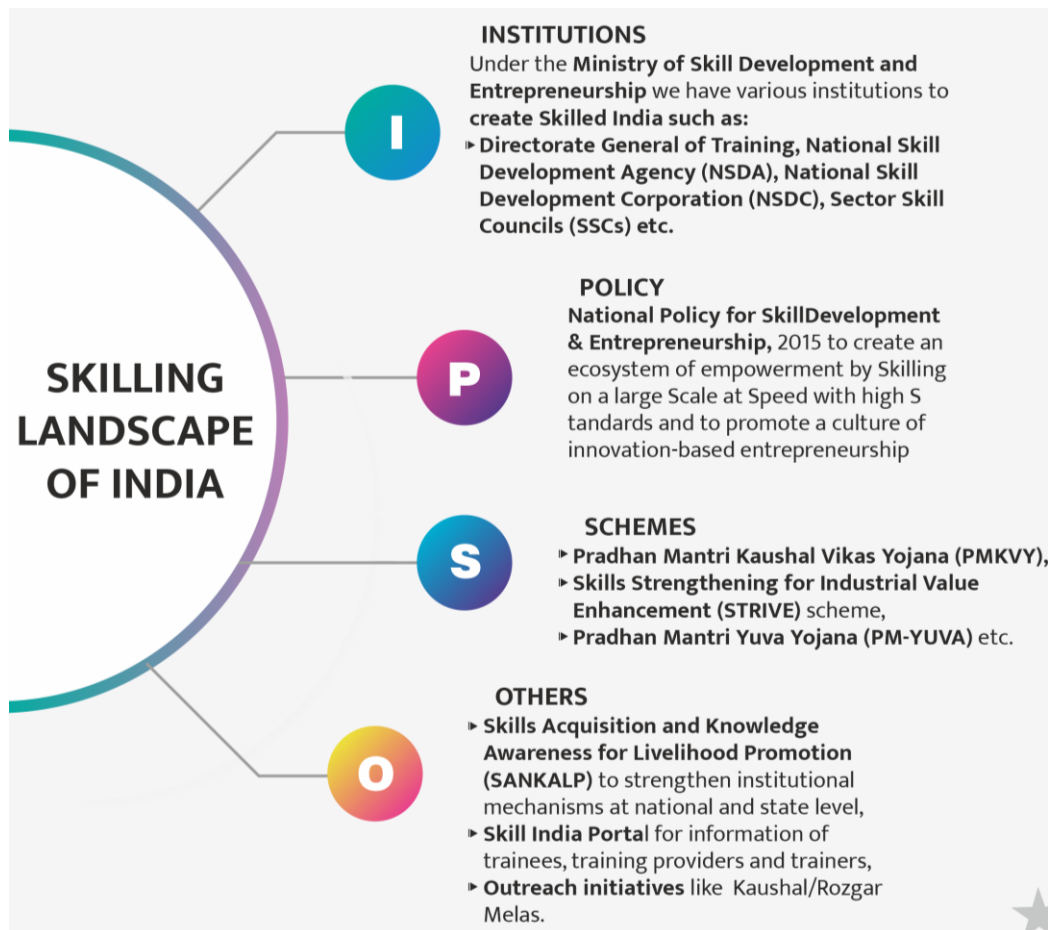 SKILLING
LANDSCAPE
OF INDIA
I
INSTITUTIONS
Under the Ministry of Skill Development and
Entrepreneurship we have various institutions to
create Skilled India such as:
Directorate General of Training, National Skill
Development Agency (NSDA), National Skill
Development Corporation (NSDC), Sector Skill
Councils (SSCs) etc.
P
POLICY
National Policy for SkillDevelopment
& Entrepreneurship, 2015 to create an
ecosystem of empowerment by Skilling
on a large Scale at Speed with high S
tandards and to promote a culture of
innovation-based entrepreneurship
S
SCHEMES
Pradhan Mantri Kaushal Vikas Yojana (PMKVY),
Skills Strengthening for Industrial Value
Enhancement (STRIVE) scheme,
Pradhan Mantri Yuva Yojana (PM-YUVA) etc.
O
OTHERS
Skills Acquisition and Knowledge
Awareness for Livelihood Promotion
(SANKALP) to strengthen institutional
mechanisms at national and state level,
Skill India Portal for information of
trainees, training providers and trainers,
Outreach initiatives like Kaushal/Rozgar
Melas.